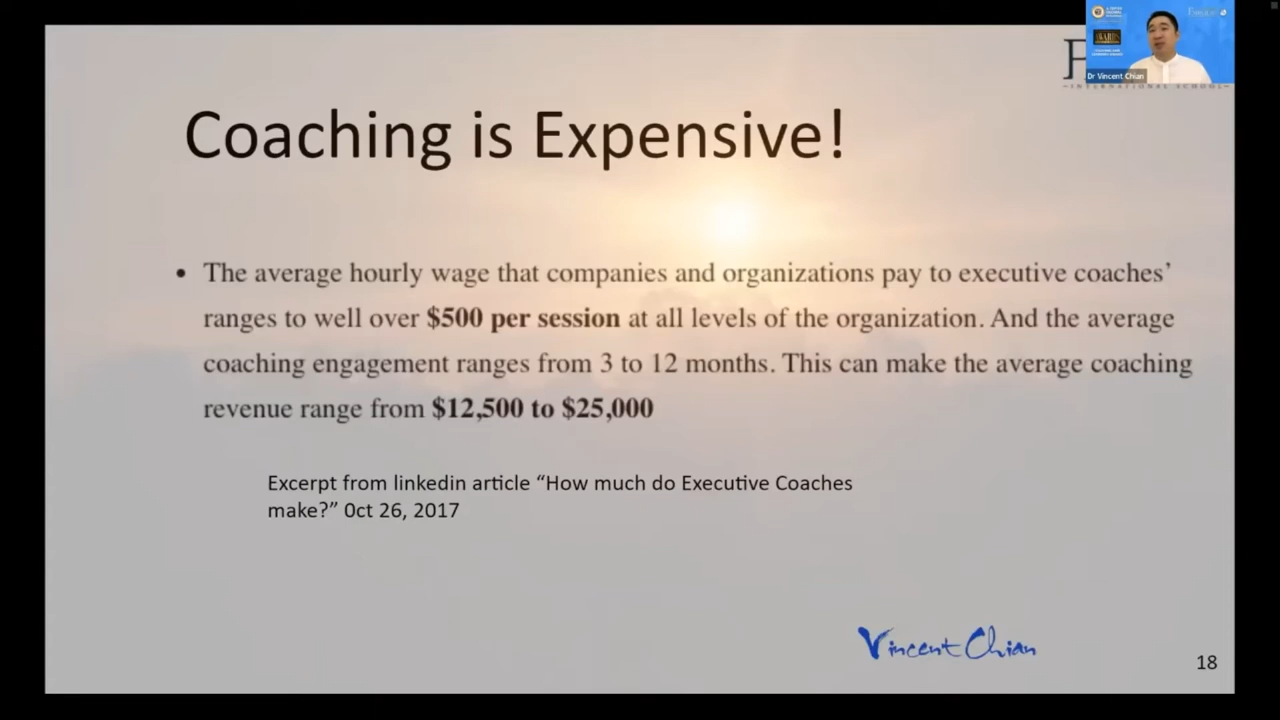 Dr Vincent Chian
INTERNATIONAL SCHOOL
Coaching is Expensive!
• The average hourly wage that companies and organizations pay to executive coaches’
ranges to well over $500 per session at all levels of the organization. And the average
coaching engagement ranges from 3 to 12 months. This can make the average coaching
revenue range from $12,500 to $25,000
Excerpt from linkedin article “How much do Executive Coaches
make?” Oct 26, 2017
Vincent Chian
18